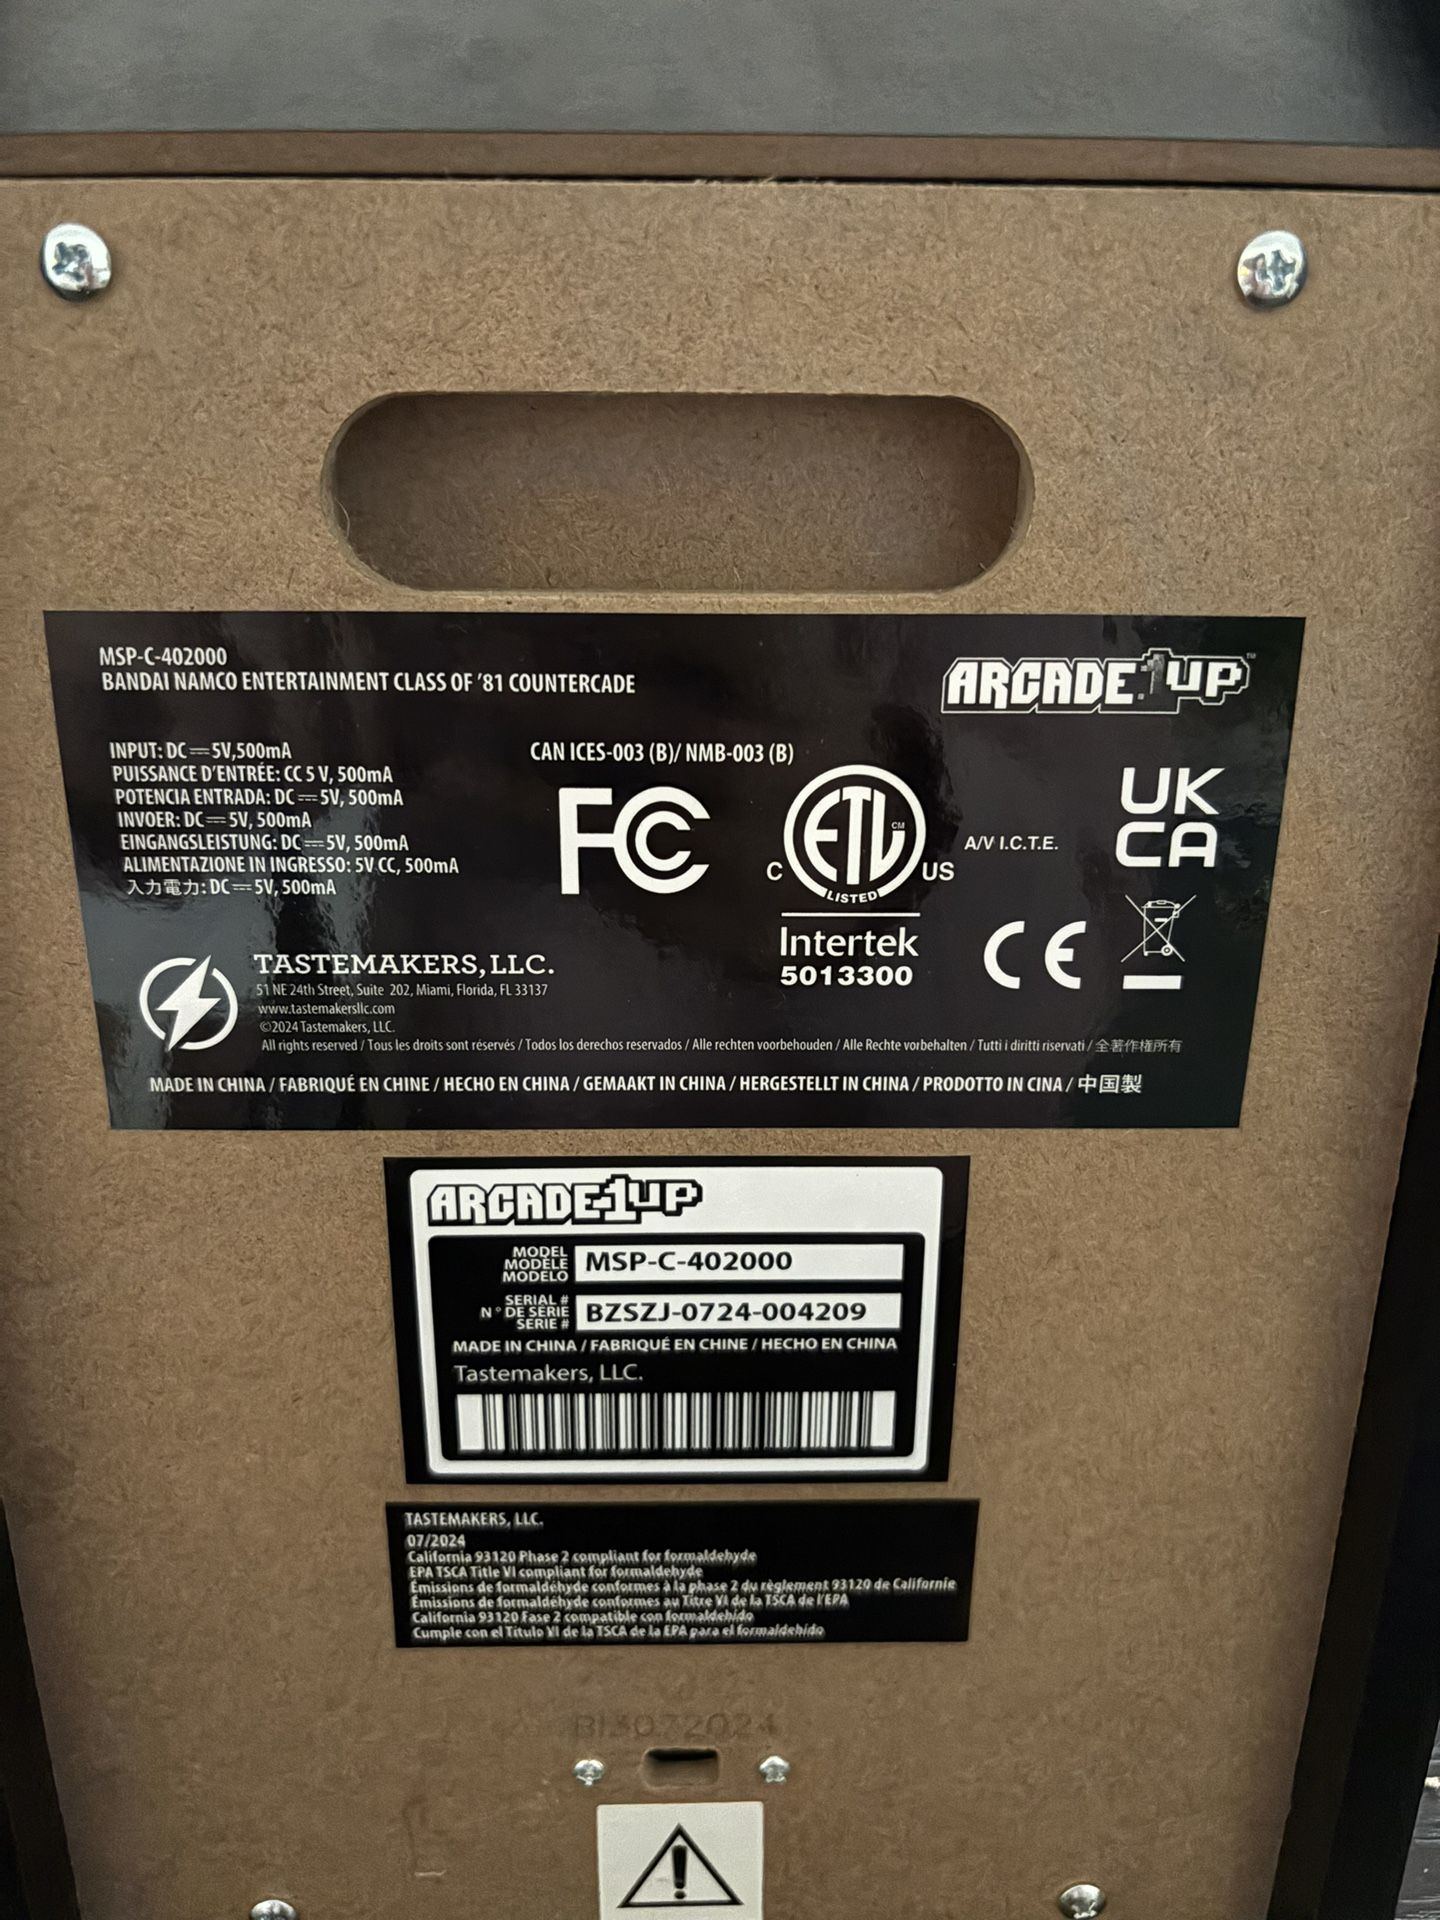 MSP-C-402000
BANDAI NAMCO ENTERTAINMENT CLASS OF '81 COUNTERCADE
ARCADE1UP™
INPUT: DC ⎓ 5V,500mA
PUISSANCE D'ENTRÉE: CC 5 V, 500mA
POTENCIA ENTRADA: DC ⎓ 5V, 500mA
INVOER: DC ⎓ 5V, 500mA
EINGANGSLEISTUNG: DC ⎓ 5V, 500mA
ALIMENTAZIONE IN INGRESSO: 5V CC, 500mA
入力電力: DC ⎓ 5V, 500mA
CAN ICES-003 (B)/ NMB-003 (B)
FC
C ETL CM US
LISTED
Intertek
5013300
A/V I.C.T.E.
UK
CA
CE
TASTEMAKERS, LLC.
51 NE 24th Street, Suite 202, Miami, Florida, FL 33137
www.tastemakersllc.com
©2024 Tastemakers, LLC.
All rights reserved / Tous les droits sont réservés / Todos los derechos reservados / Alle rechten voorbehouden / Alle Rechte vorbehalten / Tutti i diritti riservati / 全著作権所有
MADE IN CHINA / FABRIQUÉ EN CHINE / HECHO EN CHINA / GEMAAKT IN CHINA / HERGESTELLT IN CHINA / PRODOTTO IN CINA / 中国製
ARCADE1UP
MODEL
MODÈLE
MODELO
MSP-C-402000
SERIAL #
N° DE SÉRIE
SERIE #
BZSZJ-0724-004209
MADE IN CHINA / FABRIQUÉ EN CHINE / HECHO EN CHINA
Tastemakers, LLC.
TASTEMAKERS, LLC.
07/2024
California 93120 Phase 2 compliant for formaldehyde
EPA TSCA Title VI compliant for formaldehyde
Émissions de formaldéhyde conformes à la phase 2 du règlement 93120 de Californie
Émissions de formaldéhyde conformes au Titre VI de la TSCA de l'EPA
California 93120 Fase 2 compatible con formaldehído
Cumple con el Título VI de la TSCA de la EPA para el formaldehído